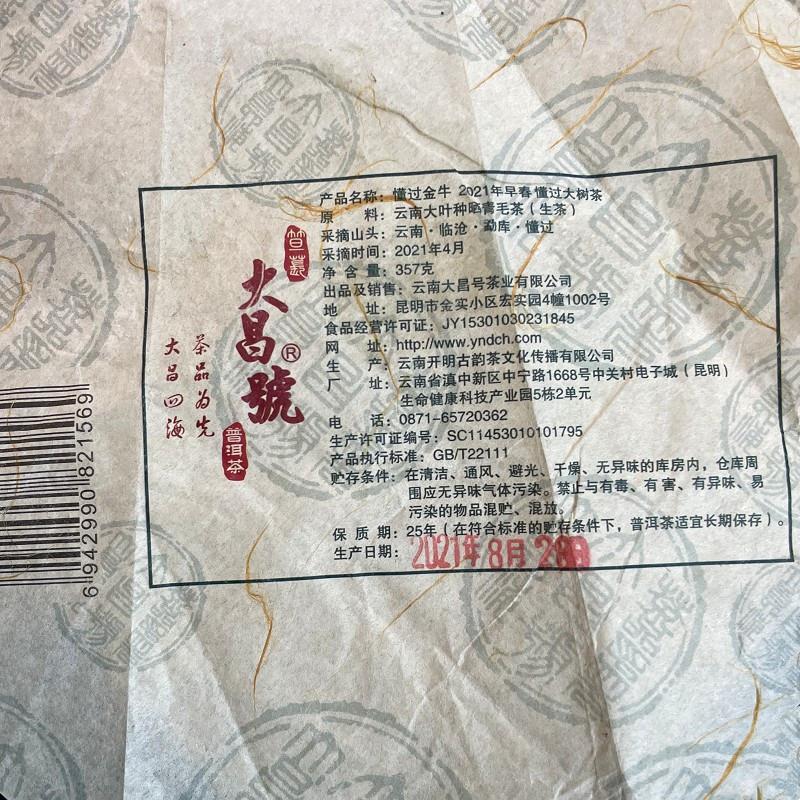 产品名称：懂过金牛 2021年早春懂过大树茶
原 料：云南大叶种晒青毛茶（生茶）
采摘山头：云南·临沧·勐库·懂过
采摘时间：2021年4月
净 含 量：357克
出品及销售：云南大昌号茶业有限公司
地 址：昆明市金实小区宏实园4幢1002号
食品经营许可证：JY15301030231845
网 址：http://www.yndch.com
生 产：云南开明古韵茶文化传播有限公司
厂 址：云南省滇中新区中宁路1668号中关村电子城（昆明）
生命健康科技产业园5栋2单元
电 话：0871-65720362
生产许可证编号：SC11453010101795
产品执行标准：GB/T22111
贮存条件：在清洁、通风、避光、干燥、无异味的库房内，仓库周
围应无异味气体污染。禁止与有毒、有害、有异味、易
污染的物品混贮、混放。
保 质 期：25年（在符合标准的贮存条件下，普洱茶适宜长期保存）。
生产日期：2021年8月28日
大昌號®
普洱茶
茶品为先
大昌四海
6 942990 821569